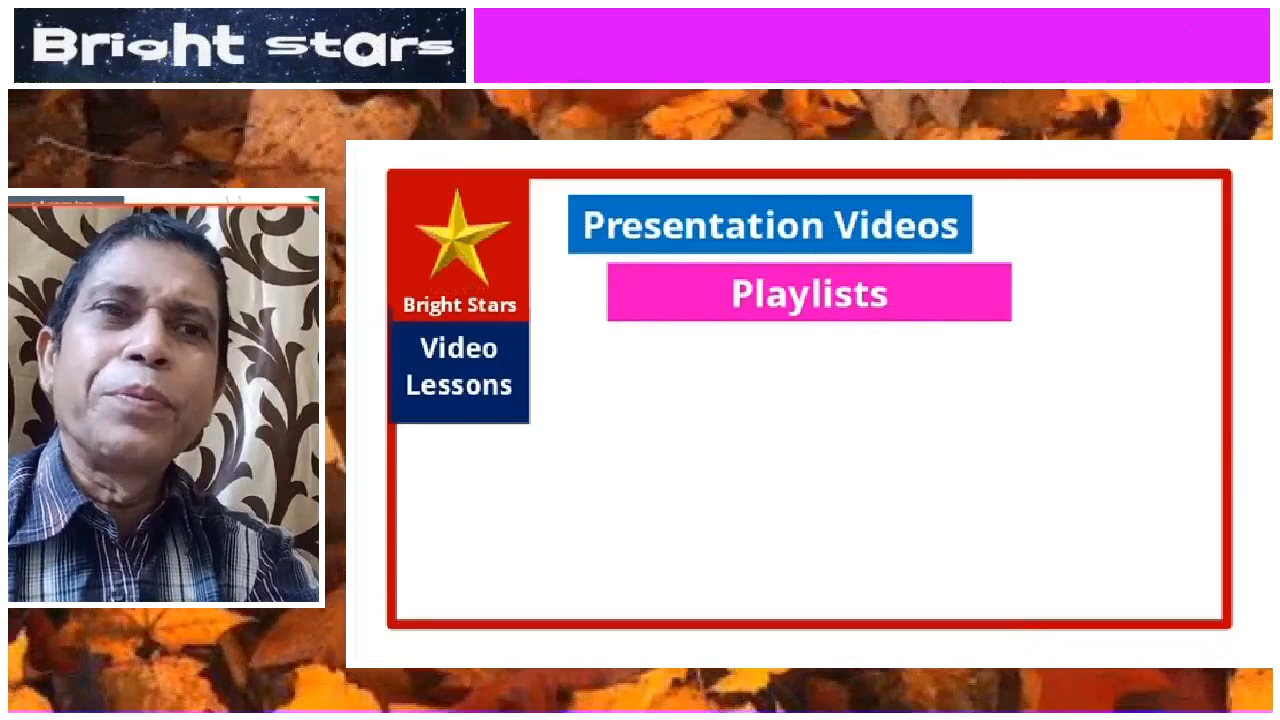 Bright stars
Presentation Videos
Playlists
Bright Stars
Video
Lessons